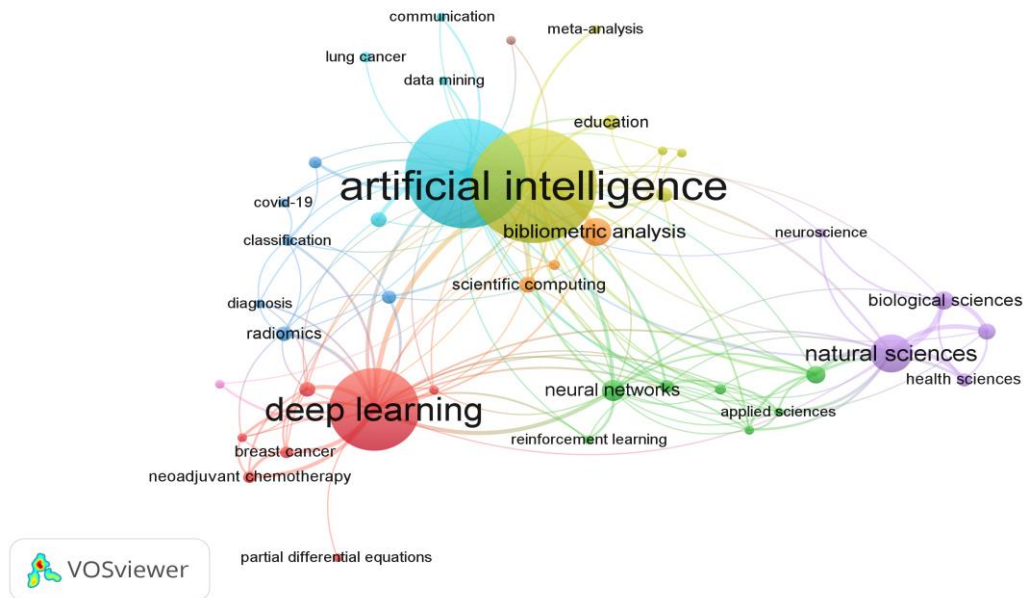 communication
meta-analysis
lung cancer
data mining
education
artificial intelligence
covid-19
bibliometric analysis
neuroscience
classification
scientific computing
diagnosis
biological sciences
radiomics
natural sciences
health sciences
neural networks
deep learning
applied sciences
reinforcement learning
breast cancer
neoadjuvant chemotherapy
partial differential equations
VOSviewer